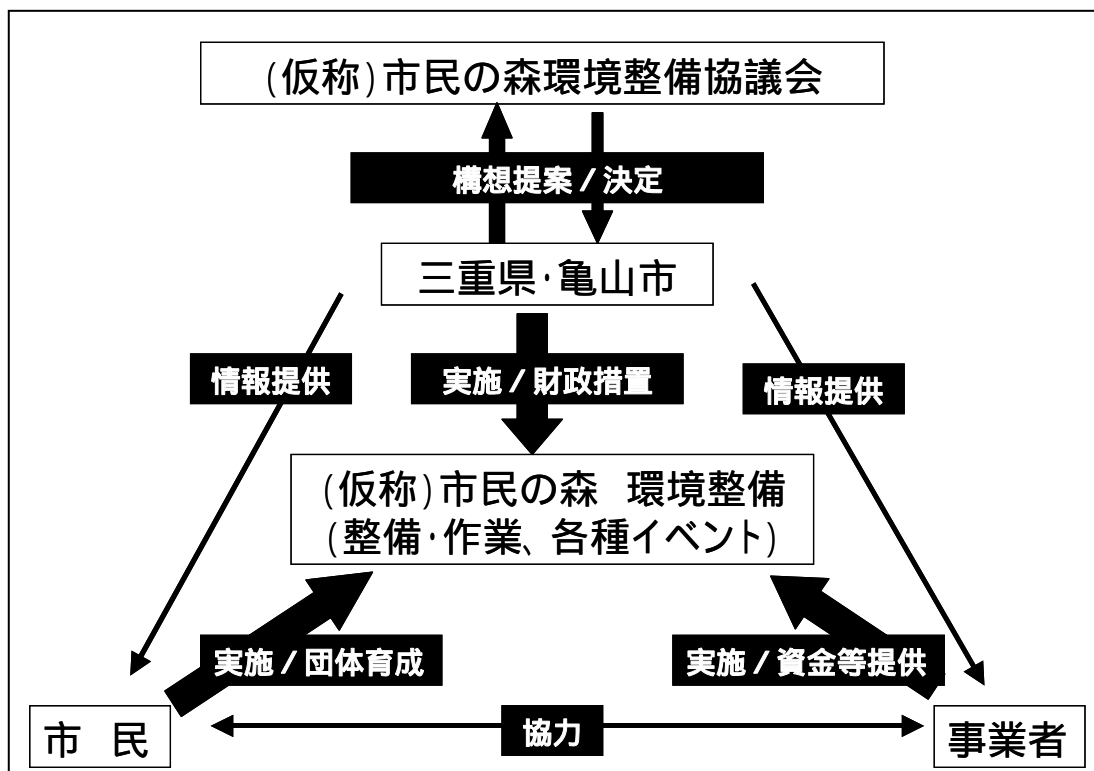 (仮称)市民の森環境整備協議会
構想提案/決定
三重県・亀山市
情報提供
実施/財政措置
情報提供
(仮称)市民の森 環境整備
(整備・作業、各種イベント)
実施/団体育成
実施/資金等提供
市 民
協力
事業者